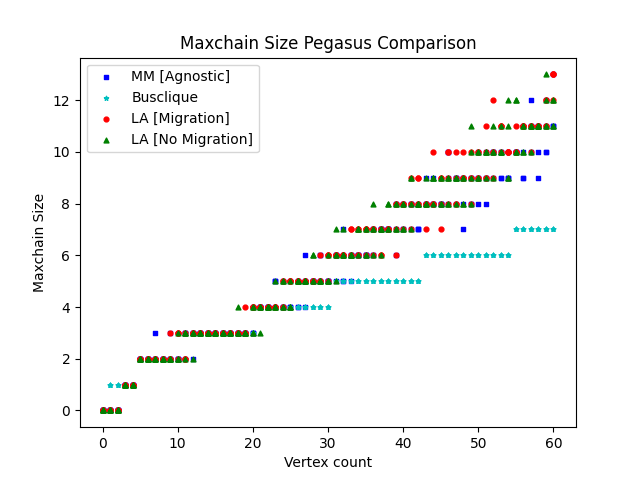 Maxchain Size Pegasus Comparison
MM [Agnostic]
Busclique
LA [Migration]
LA [No Migration]
Maxchain Size
12
10
8
6
4
2
0
0 10 20 30 40 50 60
Vertex count